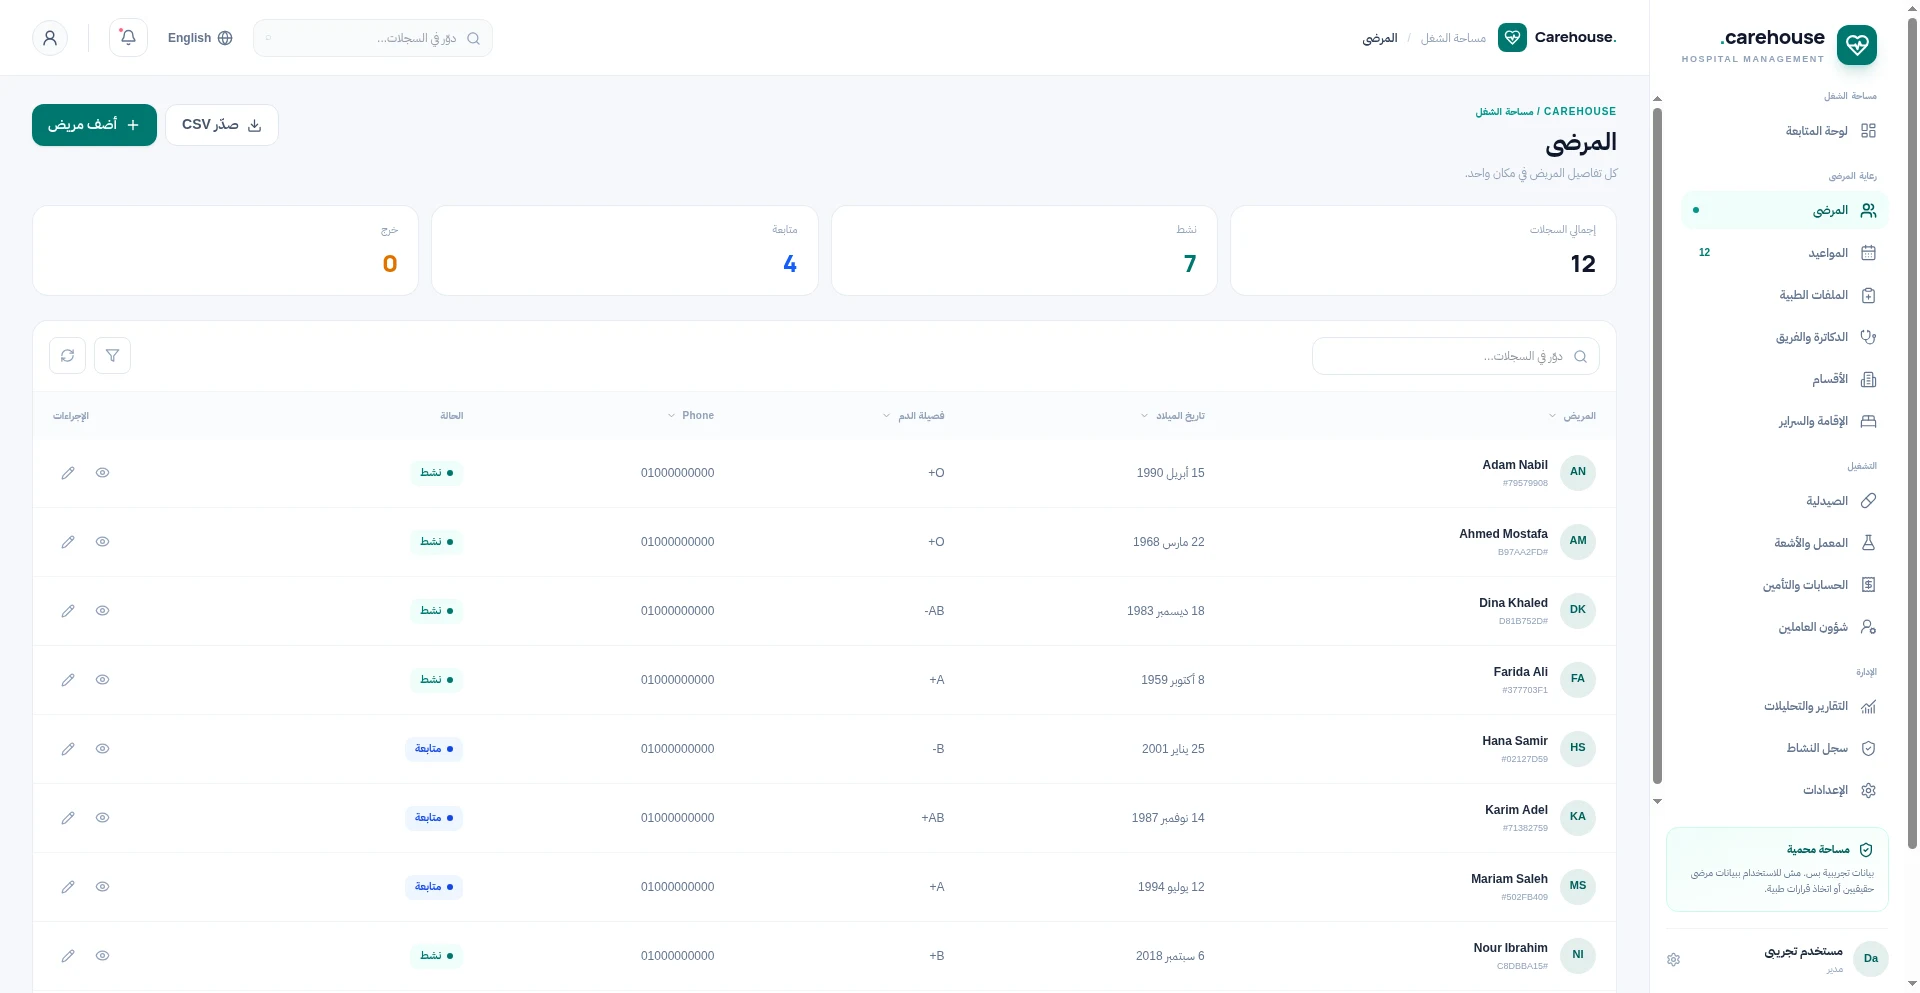 carehouse.
HOSPITAL MANAGEMENT
مساحة الشغل
لوحة المتابعة
رعاية المرضى
المرضى
المواعيد 12
الملفات الطبية
الدكاترة والفريق
الأقسام
الإقامة والسراير
التشغيل
الصيدلية
المعمل والأشعة
الحسابات والتأمين
شؤون العاملين
الإدارة
التقارير والتحليلات
سجل النشاط
الإعدادات
مساحة محمية
بيانات تجريبية بس. مش للاستخدام ببيانات مرضى
حقيقيين أو اتخاذ قرارات طبية.
Da مستخدم تجريبي
مدير
Carehouse. مساحة الشغل / المرضى
دوّر في السجلات...
English
CAREHOUSE / مساحة الشغل
المرضى
كل تفاصيل المريض في مكان واحد.
صدّر CSV
أضف مريض
إجمالي السجلات
12
نشط
7
متابعة
4
خرج
0
دوّر في السجلات...
المريض تاريخ الميلاد فصيلة الدم Phone الحالة الإجراءات
AN Adam Nabil 15 أبريل 1990 O+ 01000000000 نشط
#79579908
AM Ahmed Mostafa 22 مارس 1968 O+ 01000000000 نشط
B97AA2FD#
DK Dina Khaled 18 ديسمبر 1983 AB- 01000000000 نشط
D81B752D#
FA Farida Ali 8 أكتوبر 1959 A+ 01000000000 نشط
#377703F1
HS Hana Samir 25 يناير 2001 B- 01000000000 متابعة
#02127D59
KA Karim Adel 14 نوفمبر 1987 AB+ 01000000000 متابعة
#71382759
MS Mariam Saleh 12 يوليو 1994 A+ 01000000000 متابعة
#502FB409
NI Nour Ibrahim 6 سبتمبر 2018 B+ 01000000000 نشط
C8DBBA15#